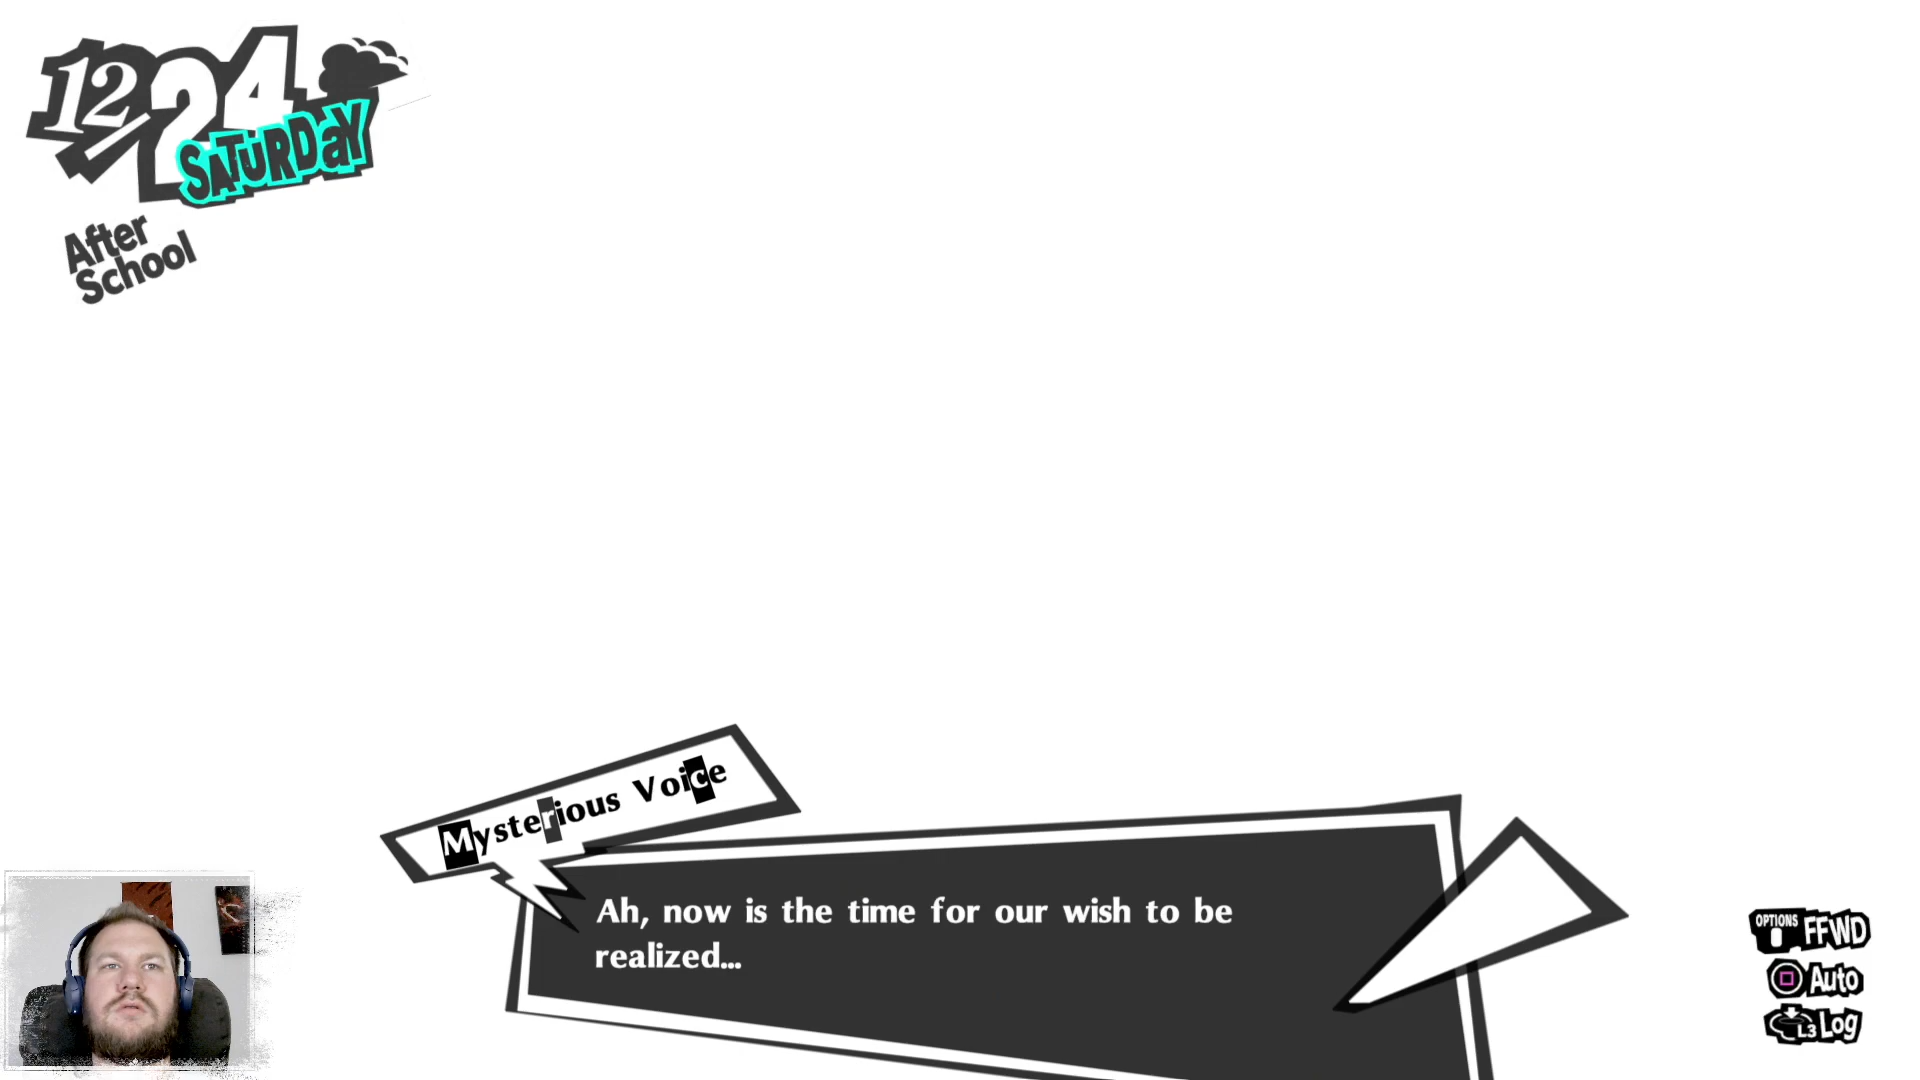 12/24
SATURDaY
After
School
Mysterious Voice
Ah, now is the time for our wish to be
realized...
OPTIONS FFWD
Auto
L3 Log